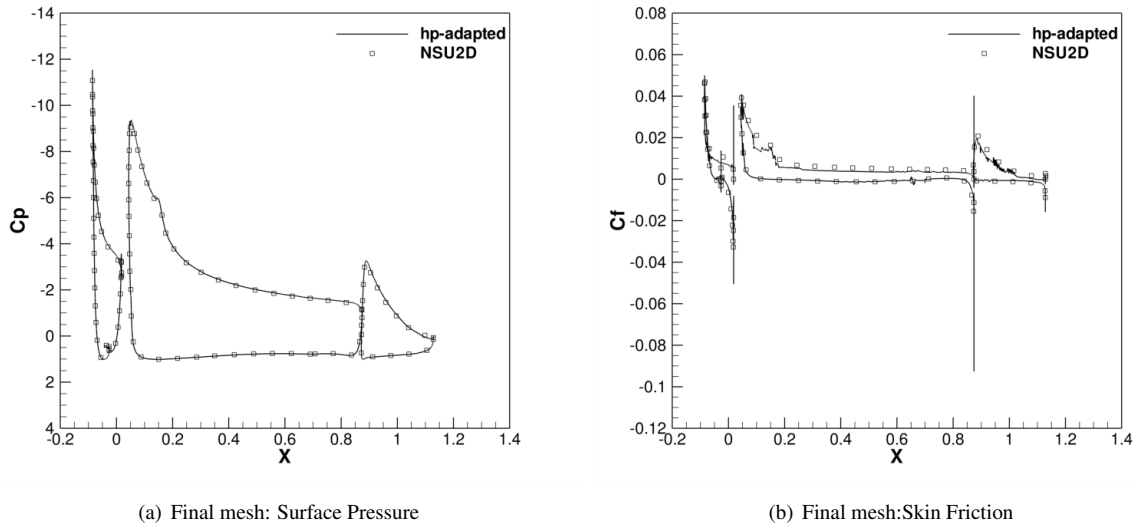 -14
-12
-10
-8
-6
-4
-2
0
2
4
Cp
hp-adapted
NSU2D
-0.2 0 0.2 0.4 0.6 0.8 1 1.2 1.4
X
(a) Final mesh: Surface Pressure
0.08
0.06
0.04
0.02
0
-0.02
-0.04
-0.06
-0.08
-0.1
-0.12
Cf
hp-adapted
NSU2D
-0.2 0 0.2 0.4 0.6 0.8 1 1.2 1.4
X
(b) Final mesh:Skin Friction